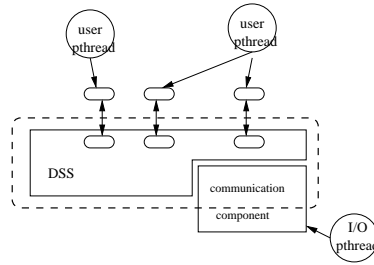 user
pthread
user
pthread
DSS
communication
component
I/O
pthread